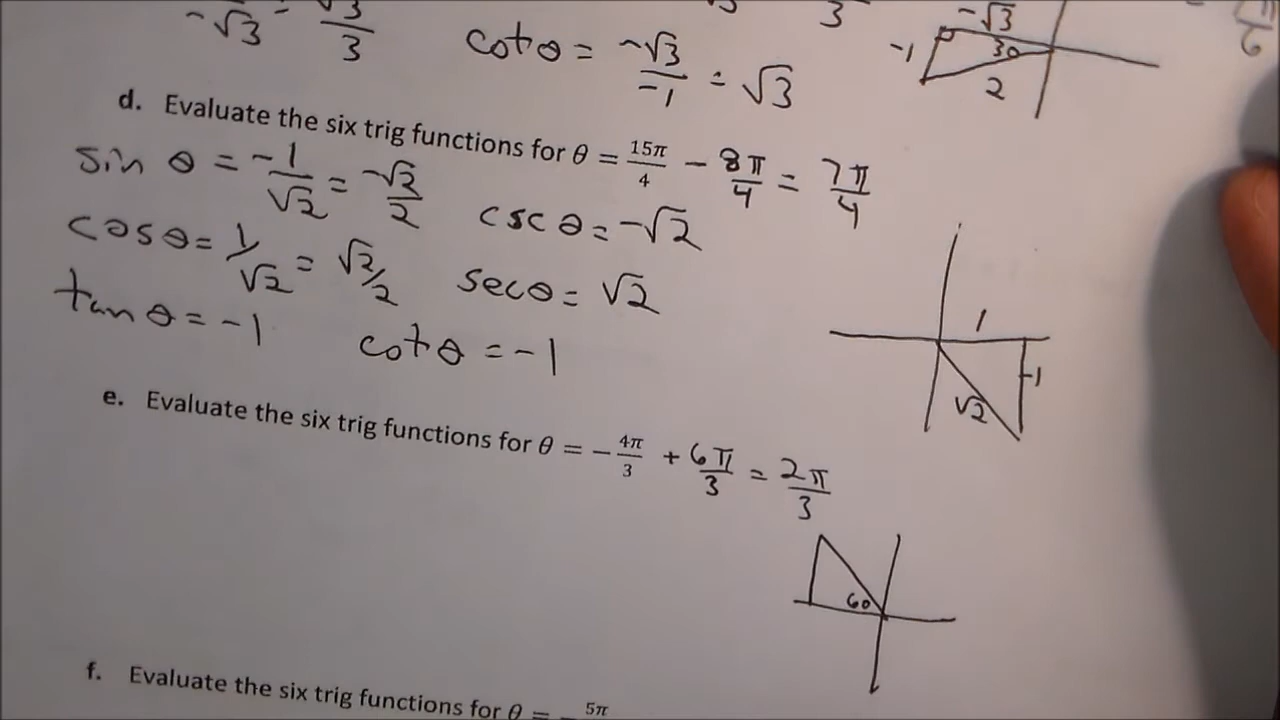 -√3 = √3/3
cot θ = -√3/-1 = √3
-√3
-1
30
2
d. Evaluate the six trig functions for θ = 15π/4 - 8π/4 = 7π/4
sin θ = -1/√2 = -√2/2
csc θ = -√2
cos θ = 1/√2 = √2/2
sec θ = √2
tan θ = -1
cot θ = -1
1
-1
√2
e. Evaluate the six trig functions for θ = -4π/3 + 6π/3 = 2π/3
60
f. Evaluate the six trig functions for θ = - 5π